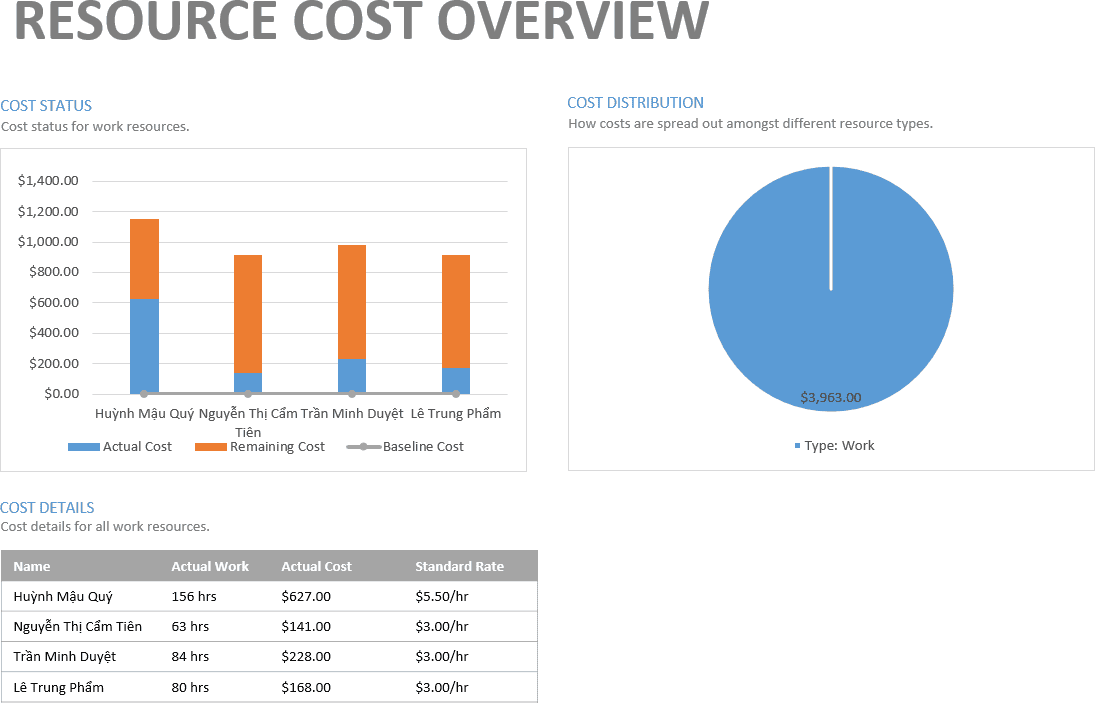 RESOURCE COST OVERVIEW
COST STATUS
Cost status for work resources.
$1,400.00
$1,200.00
$1,000.00
$800.00
$600.00
$400.00
$200.00
$0.00
Huỳnh Mậu Quý Nguyễn Thị Cẩm Trần Minh Duyệt Lê Trung Phẩm
Tiên
Actual Cost Remaining Cost Baseline Cost
COST DISTRIBUTION
How costs are spread out amongst different resource types.
$3,963.00
Type: Work
COST DETAILS
Cost details for all work resources.
Name Actual Work Actual Cost Standard Rate
Huỳnh Mậu Quý 156 hrs $627.00 $5.50/hr
Nguyễn Thị Cẩm Tiên 63 hrs $141.00 $3.00/hr
Trần Minh Duyệt 84 hrs $228.00 $3.00/hr
Lê Trung Phẩm 80 hrs $168.00 $3.00/hr